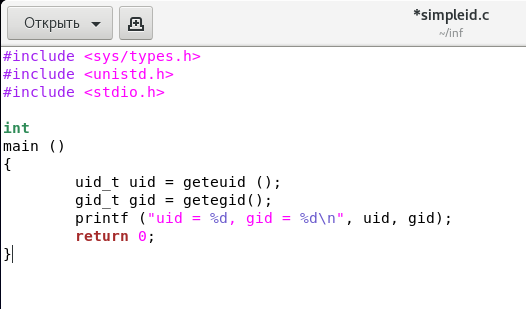 Открыть
*simpleid.c
~/inf
#include <sys/types.h>
#include <unistd.h>
#include <stdio.h>
int
main ()
{
uid_t uid = geteuid ();
gid_t gid = getegid();
printf ("uid = %d, gid = %d\n", uid, gid);
return 0;
}